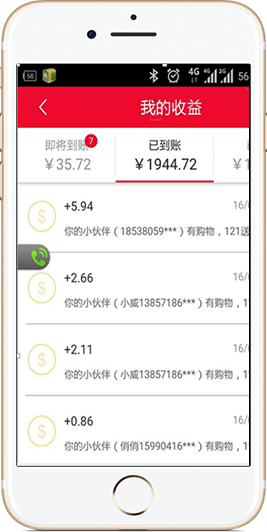 56 4G 4G 2G 56
我的收益
即将到账 7 已到账
￥35.72 ￥1944.72 ￥1
+5.94 16/
你的小伙伴（18538059***）有购物，121送
+2.66 16/
你的小伙伴（小威13857186***）有购物，1
+2.11 16/
你的小伙伴（小威13857186***）有购物，1
+0.86 16/
你的小伙伴（俏俏15990416***）有购物，1